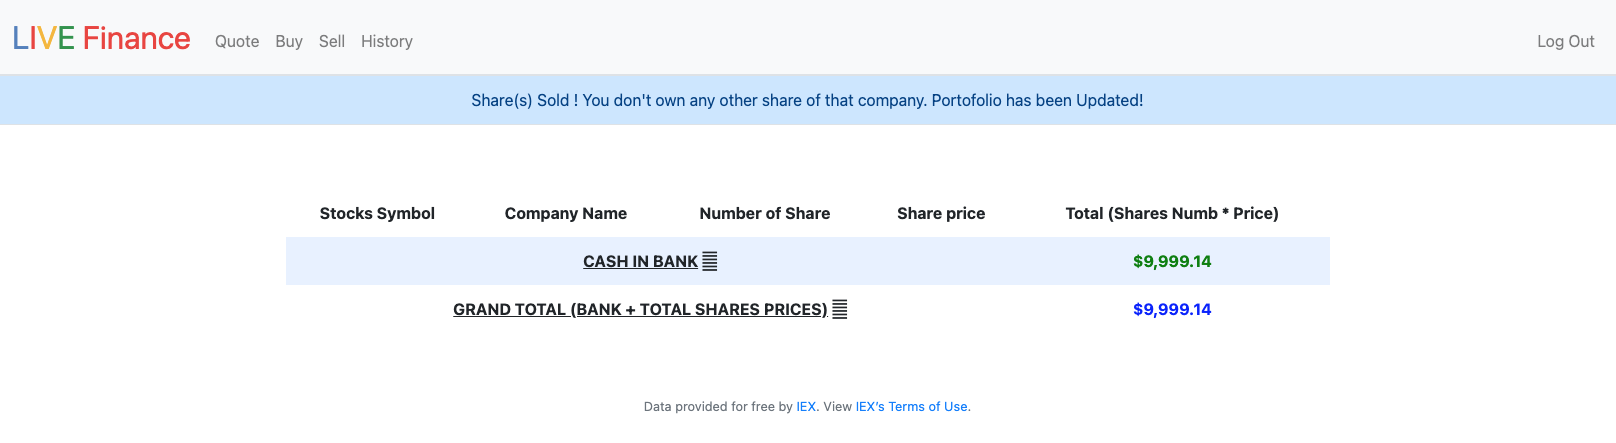 LIVE Finance Quote Buy Sell History Log Out
Share(s) Sold ! You don't own any other share of that company. Portofolio has been Updated!
Stocks Symbol Company Name Number of Share Share price Total (Shares Numb * Price)
CASH IN BANK $9,999.14
GRAND TOTAL (BANK + TOTAL SHARES PRICES) $9,999.14
Data provided for free by IEX. View IEX's Terms of Use.